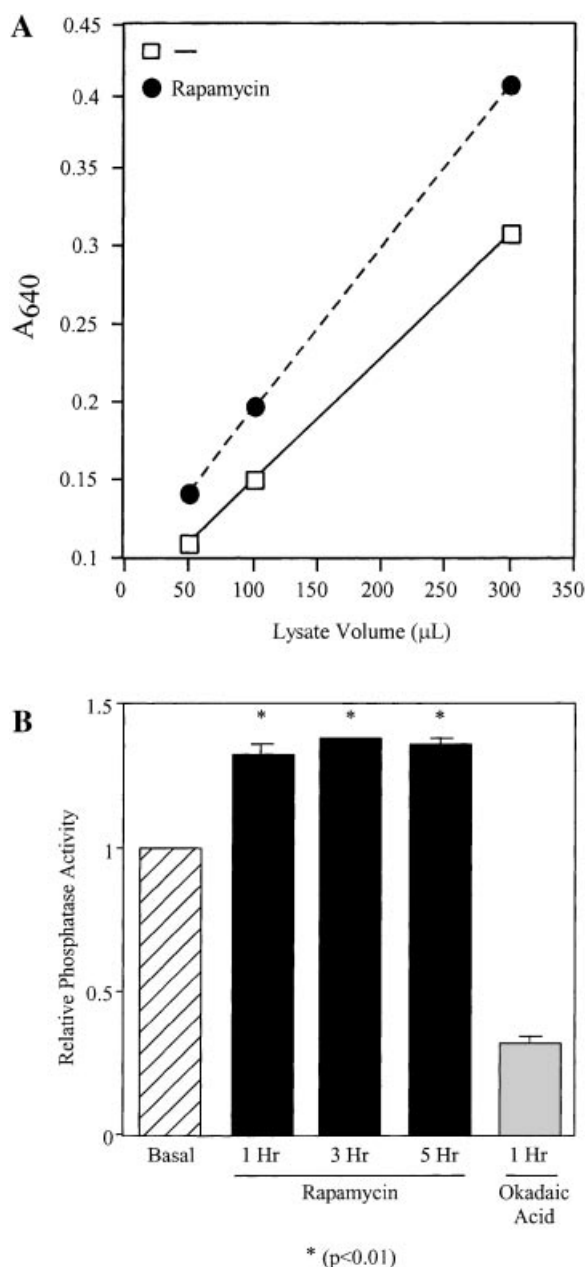 A
0.45
0.4
0.35
0.3
0.25
0.2
0.15
0.1
A640
—
Rapamycin
0 50 100 150 200 250 300 350
Lysate Volume (µL)
B
1.5
1
0.5
0
Relative Phosphatase Activity
* * *
Basal 1 Hr 3 Hr 5 Hr 1 Hr
Rapamycin Okadaic
Acid
* (p<0.01)